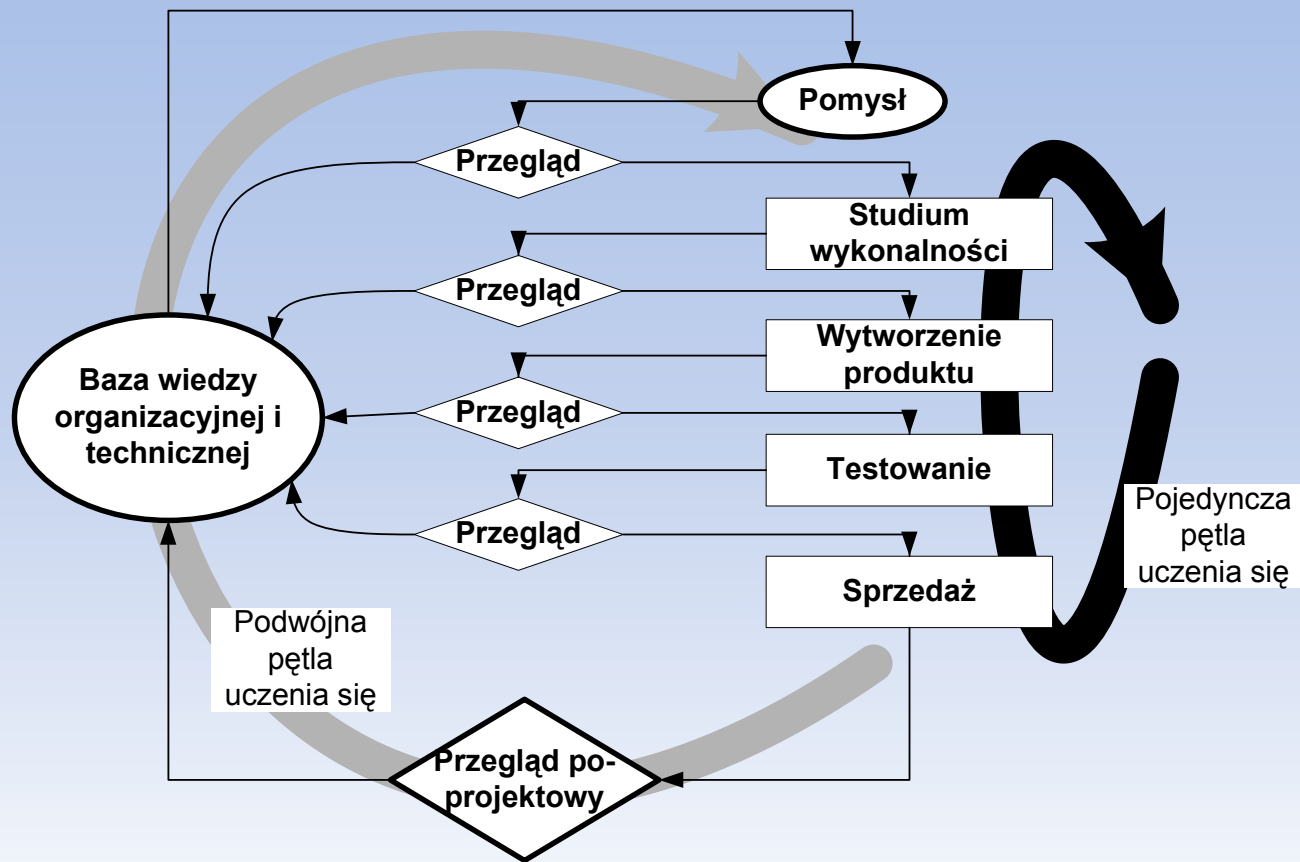 Pomysł
Przegląd
Studium
wykonalności
Przegląd
Wytworzenie
produktu
Baza wiedzy
organizacyjnej i
technicznej
Przegląd
Testowanie
Przegląd
Pojedyncza
pętla
uczenia się
Sprzedaż
Podwójna
pętla
uczenia się
Przegląd po-
projektowy